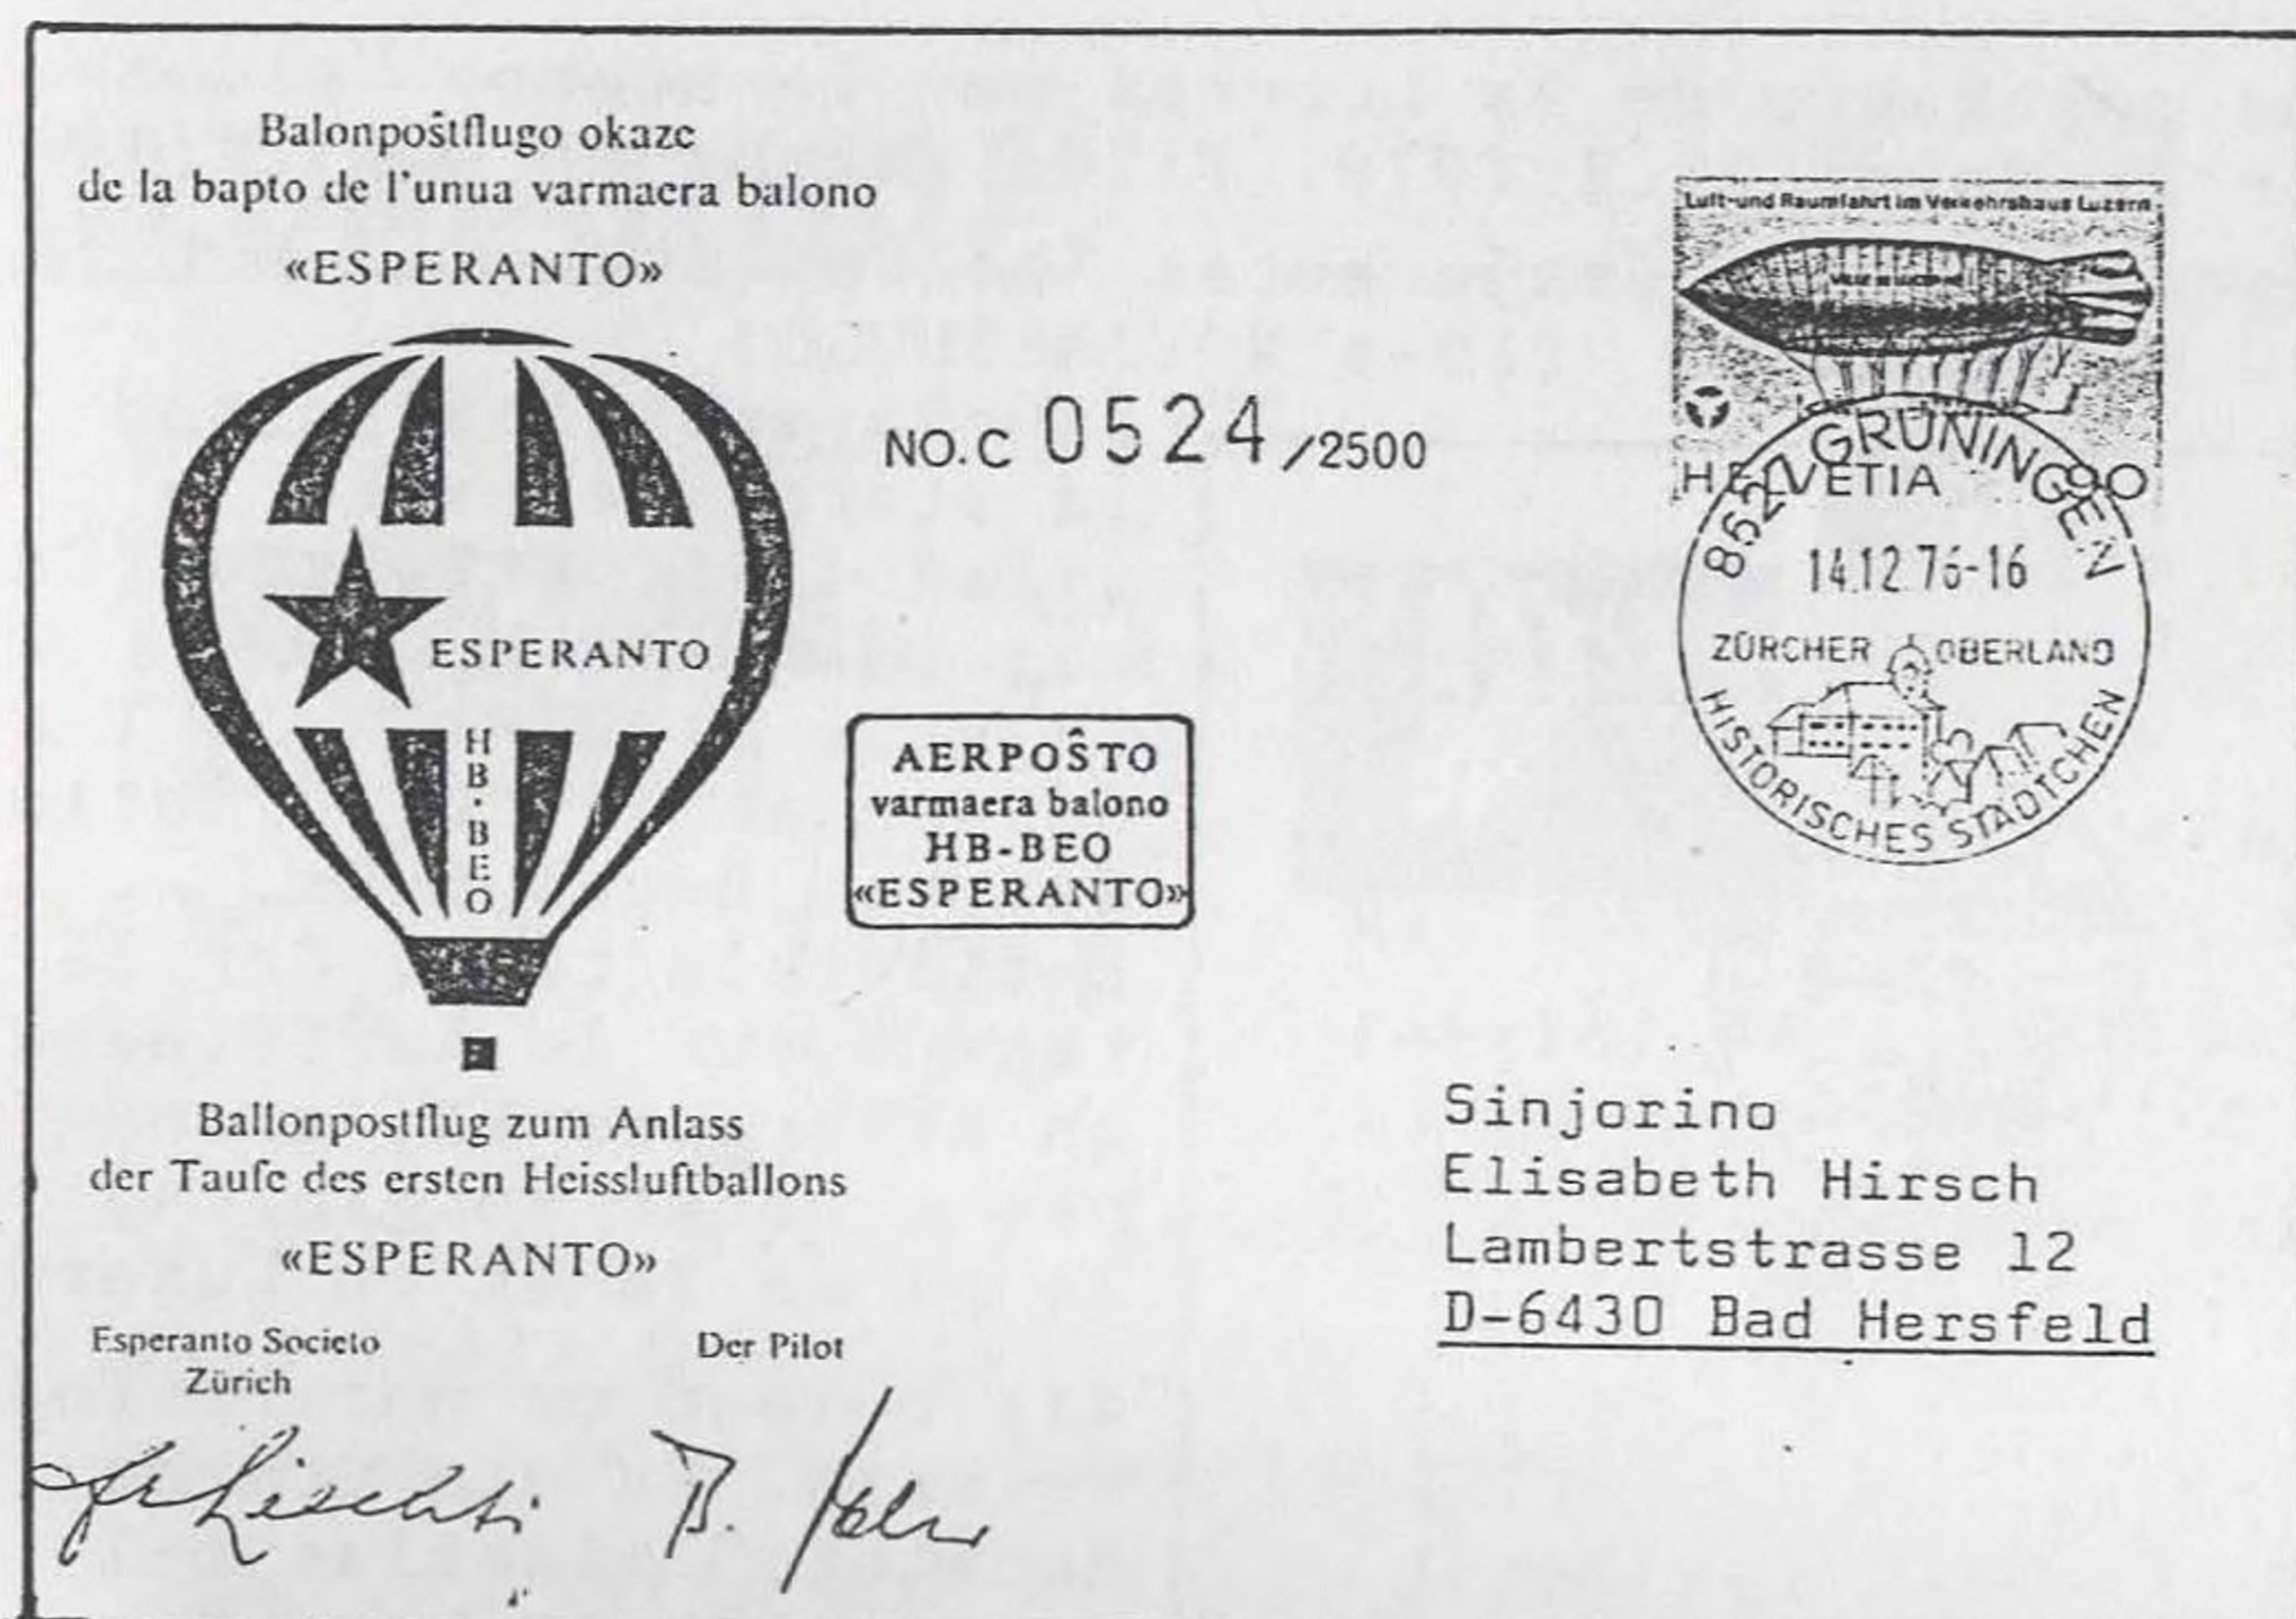 Balonpoŝtflugo okaze
de la bapto de l'unua varmaera balono
«ESPERANTO»
ESPERANTO
HB-BEO
Ballonpostflug zum Anlass
der Taufe des ersten Heissluftballons
«ESPERANTO»
Esperanto Societo
Zürich
Der Pilot
NO. C 0524 /2500
AERPOŜTO
varmaera balono
HB-BEO
«ESPERANTO»
Luft-und Raumfahrt im Verkehrshaus Luzern
HELVETIA 90
8627 GRÜNINGEN
14.12.76-16
ZÜRCHER OBERLAND
HISTORISCHES STÄDTCHEN
Sinjorino
Elisabeth Hirsch
Lambertstrasse 12
D-6430 Bad Hersfeld